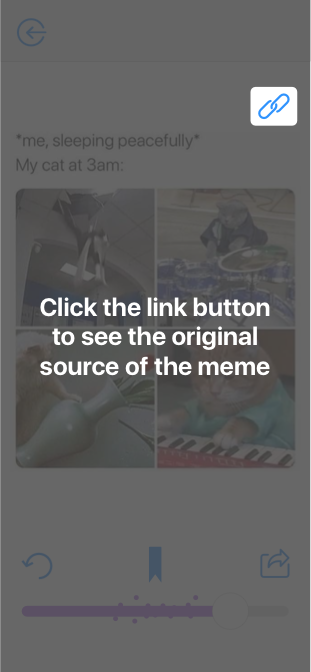 *me, sleeping peacefully*
My cat at 3am:
Click the link button
to see the original
source of the meme